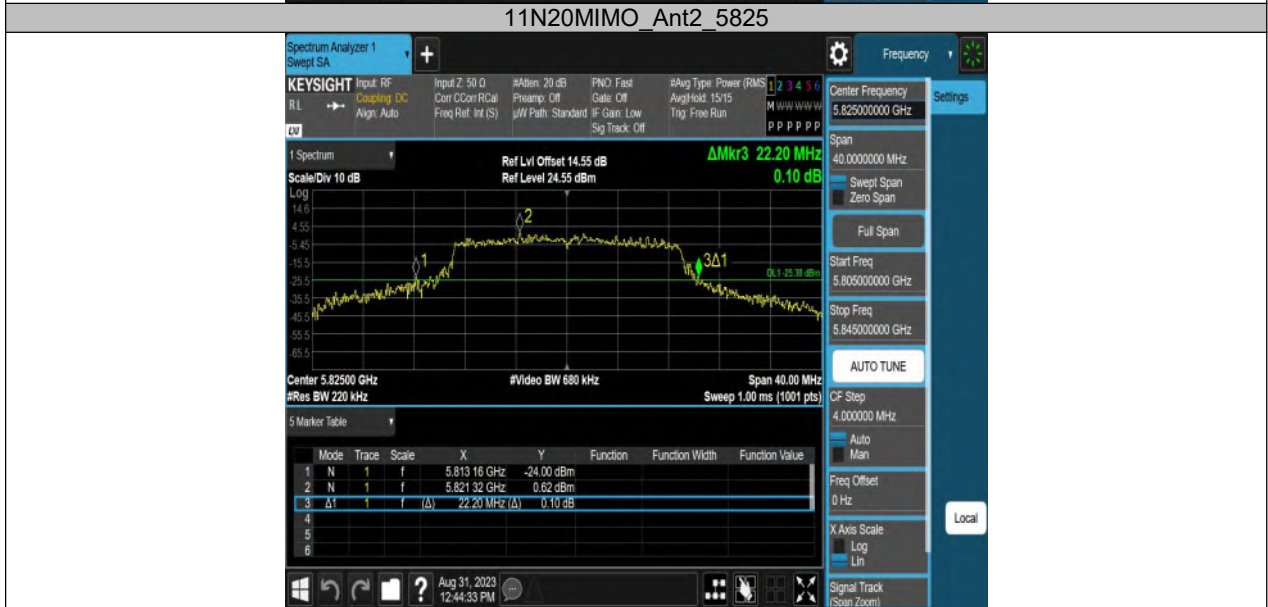 11N20MIMO_Ant2_5825
Spectrum Analyzer 1
Swept SA
+
Frequency
KEYSIGHT
RL
LXI
Input: RF
Coupling: DC
Align: Auto
Input Z: 50 Ω
Corr CCorr RCal
Freq Ref: Int (S)
#Atten: 20 dB
Preamp: Off
µW Path: Standard
PNO: Fast
Gate: Off
IF Gain: Low
Sig Track: Off
#Avg Type: Power (RMS
Avg|Hold: 15/15
Trig: Free Run
1 2 3 4 5 6
M W W W W W
P P P P P P
1 Spectrum
Scale/Div 10 dB
Ref Lvl Offset 14.55 dB
Ref Level 24.55 dBm
ΔMkr3 22.20 MHz
0.10 dB
Log
14.6
4.55
-5.45
-15.5
-25.5
-35.5
-45.5
-55.5
-65.5
1
2
3Δ1
DL1 -25.38 dBm
Center 5.82500 GHz
#Video BW 680 kHz
Span 40.00 MHz
#Res BW 220 kHz
Sweep 1.00 ms (1001 pts)
5 Marker Table
Mode Trace Scale X Y Function Function Width Function Value
1 N 1 f 5.813 16 GHz -24.00 dBm
2 N 1 f 5.821 32 GHz 0.62 dBm
3 Δ1 1 f (Δ) 22.20 MHz (Δ) 0.10 dB
4
5
6
?
Aug 31, 2023
12:44:33 PM
Center Frequency
5.825000000 GHz
Settings
Span
40.0000000 MHz
Swept Span
Zero Span
Full Span
Start Freq
5.805000000 GHz
Stop Freq
5.845000000 GHz
AUTO TUNE
CF Step
4.000000 MHz
Auto
Man
Freq Offset
0 Hz
X Axis Scale
Log
Lin
Signal Track
(Span Zoom)
Local